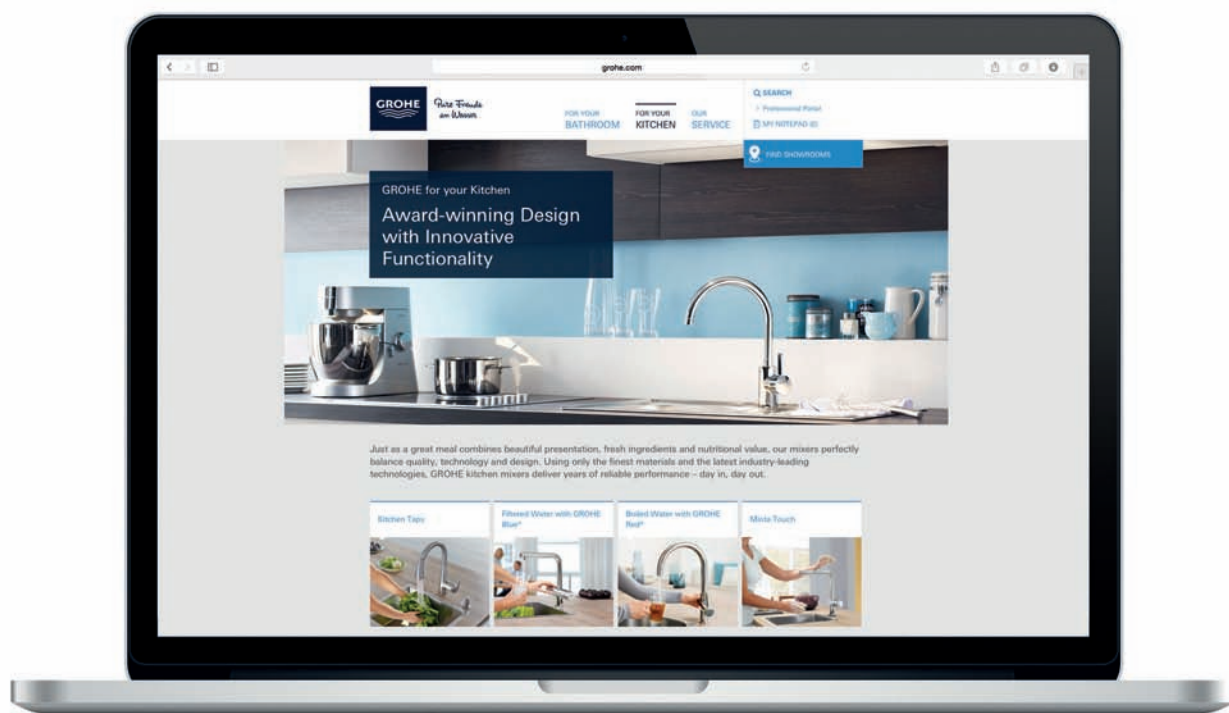 grohe.com
GROHE
Pure Freude
am Wasser
FOR YOUR
BATHROOM
FOR YOUR
KITCHEN
OUR
SERVICE
SEARCH
Professional Portal
MY NOTEPAD (0)
FIND SHOWROOMS
GROHE for your Kitchen
Award-winning Design
with Innovative
Functionality
Just as a great meal combines beautiful presentation, fresh ingredients and nutritional value, our mixers perfectly
balance quality, technology and design. Using only the finest materials and the latest industry-leading
technologies, GROHE kitchen mixers deliver years of reliable performance – day in, day out.
Kitchen Taps
Filtered Water with GROHE
Blue®
Boiled Water with GROHE
Red®
Minta Touch